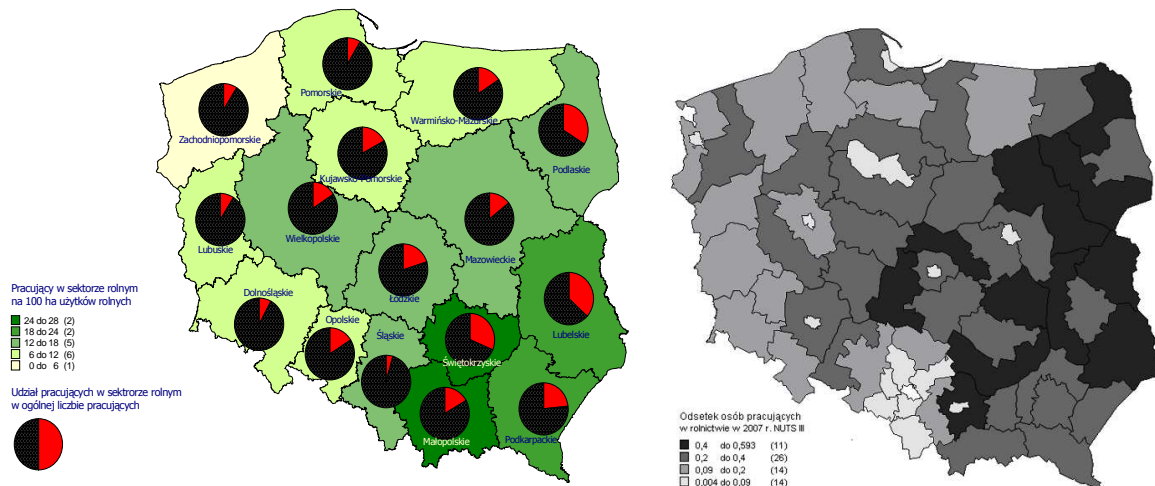 Pomorskie
Zachodniopomorskie
Warmińsko-Mazurskie
Podlaskie
Kujawsko-Pomorskie
Lubuskie
Wielkopolskie
Mazowieckie
Łódzkie
Dolnośląskie
Opolskie
Śląskie
Lubelskie
Świętokrzyskie
Małopolskie
Podkarpackie
Pracujący w sektorze rolnym
na 100 ha użytków rolnych
24 do 28 (2)
18 do 24 (2)
12 do 18 (5)
6 do 12 (6)
0 do 6 (1)
Udział pracujących w sektorze rolnym
w ogólnej liczbie pracujących
Odsetek osób pracujących
w rolnictwie w 2007 r. NUTS III
0,4 do 0,593 (11)
0,2 do 0,4 (26)
0,09 do 0,2 (14)
0,004 do 0,09 (14)